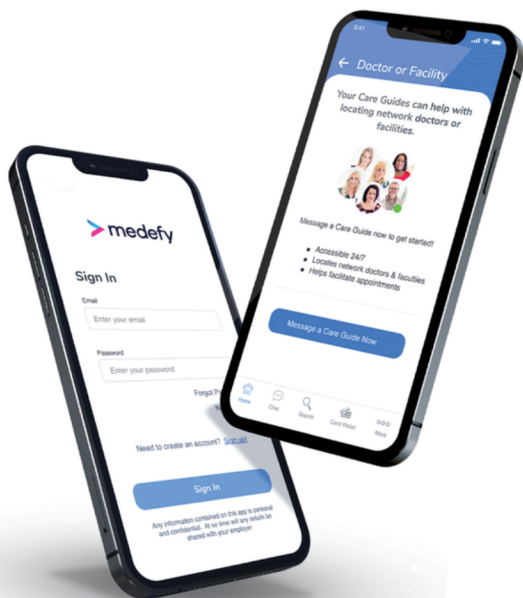 medefy
Sign In
Email
Enter your email
Password
Enter your password
Forgot
Need to create an account? Sign up!
Sign In
Any information contained on this app is personal
and confidential. At no time will any details be
shared with your employer
9:41
Doctor or Facility
Your Care Guides can help with
locating network doctors or
facilities.
Message a Care Guide now to get started!
Accessible 24/7
Locates network doctors & faculties
Helps facilitate appointments
Message a Care Guide Now
Home
Chat
Search
Card Wallet
More